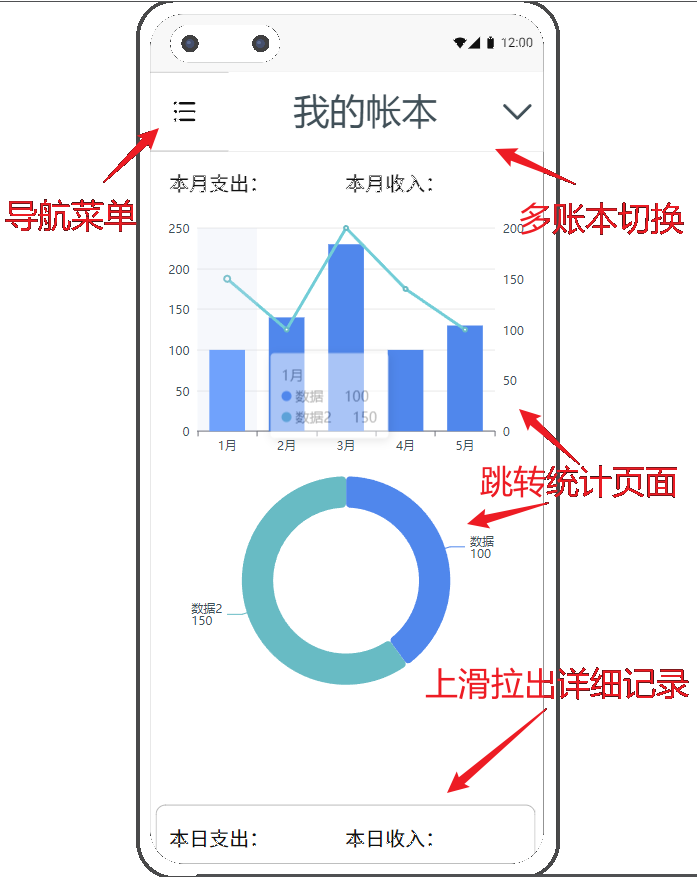 12:00
我的帐本
导航菜单
多账本切换
本月支出： 本月收入：
250 200
200 150
150 100
100 50
50
0 0
1月
数据 100
数据2 150
1月 2月 3月 4月 5月
跳转统计页面
数据
100
数据2
150
上滑拉出详细记录
本日支出： 本日收入：